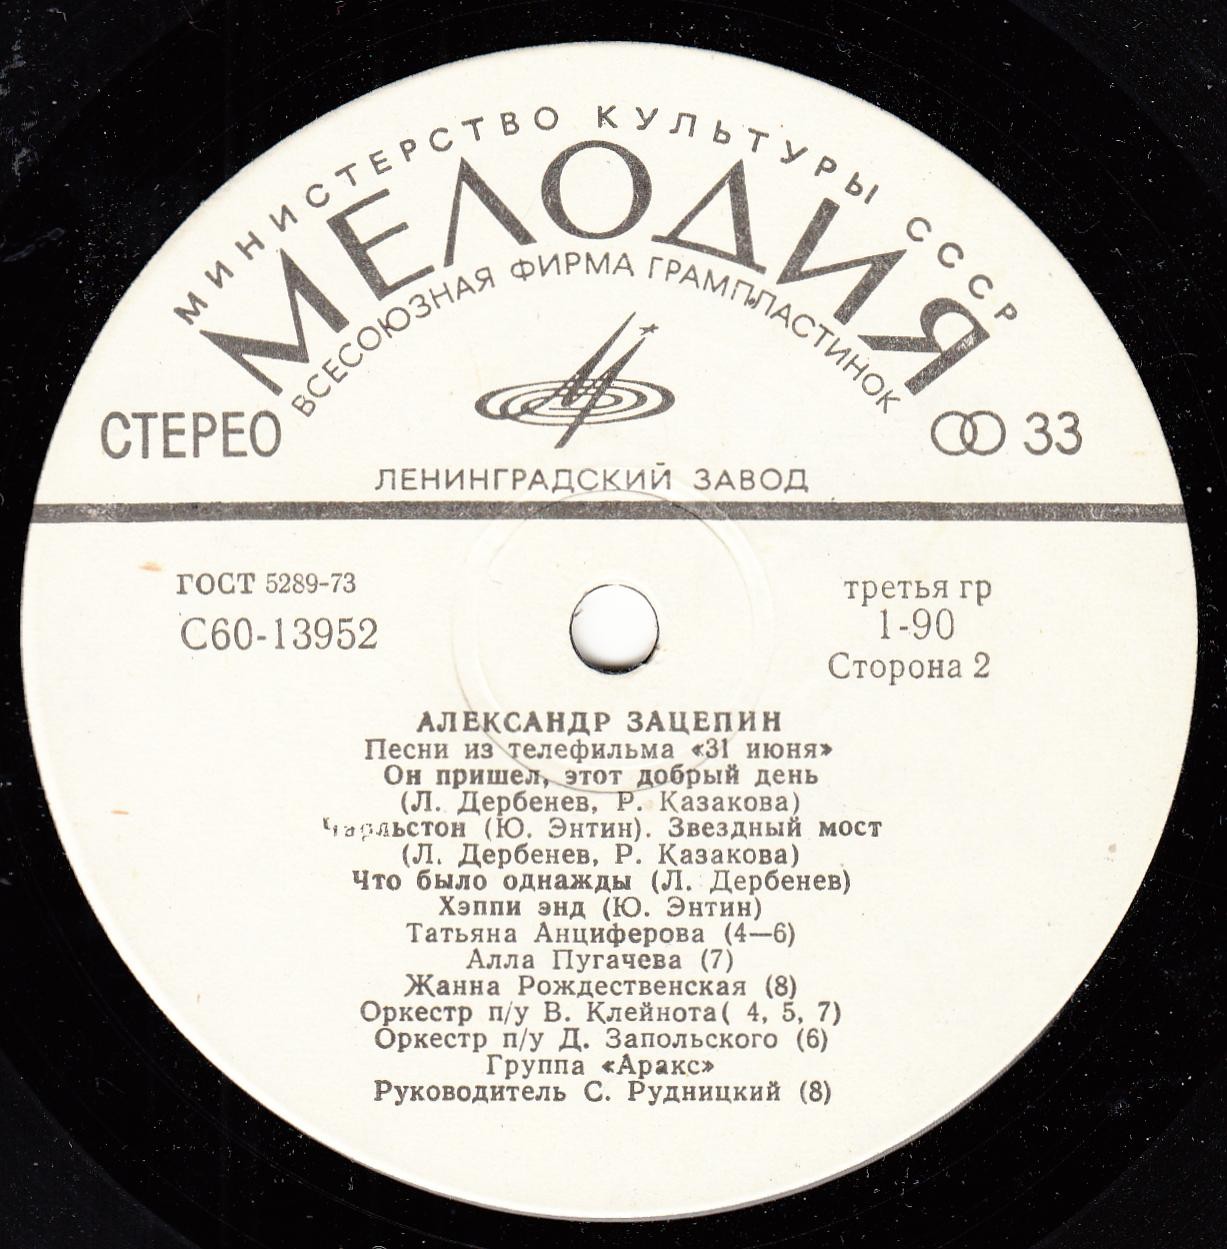 МИНИСТЕРСТВО КУЛЬТУРЫ СССР
МЕЛОДИЯ
ВСЕСОЮЗНАЯ ФИРМА ГРАМПЛАСТИНОК
СТЕРЕО
33
ЛЕНИНГРАДСКИЙ ЗАВОД
ГОСТ 5289-73
С60-13952
третья гр
1-90
Сторона 2
АЛЕКСАНДР ЗАЦЕПИН
Песни из телефильма «31 июня»
Он пришел, этот добрый день
(Л. Дербенев, Р. Казакова)
Чарльстон (Ю. Энтин). Звездный мост
(Л. Дербенев, Р. Казакова)
Что было однажды (Л. Дербенев)
Хэппи энд (Ю. Энтин)
Татьяна Анциферова (4—6)
Алла Пугачева (7)
Жанна Рождественская (8)
Оркестр п/у В. Клейнота( 4, 5, 7)
Оркестр п/у Д. Запольского (6)
Группа «Аракс»
Руководитель С. Рудницкий (8)